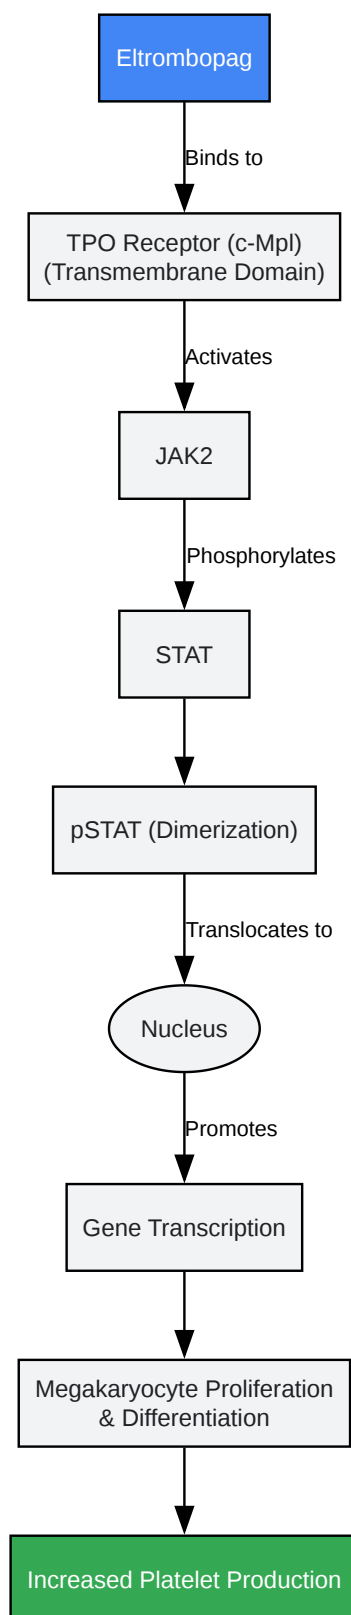 Eltrombopag
Binds to
TPO Receptor (c-Mpl)
(Transmembrane Domain)
Activates
JAK2
Phosphorylates
STAT
pSTAT (Dimerization)
Translocates to
Nucleus
Promotes
Gene Transcription
Megakaryocyte Proliferation
& Differentiation
Increased Platelet Production